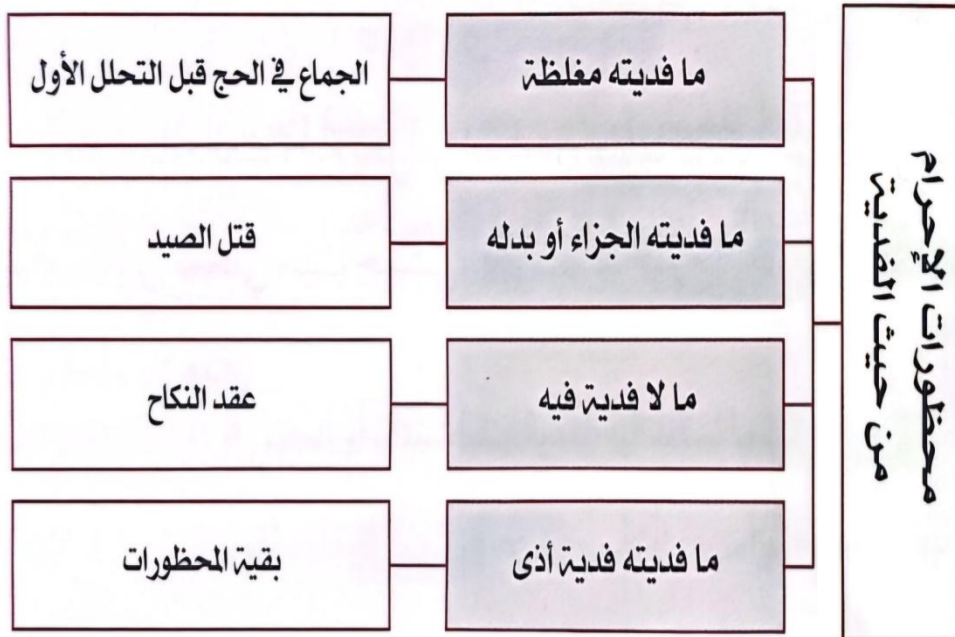 محظورات الإحرام
من حيث الفدية
ما فديته مغلظة
الجماع في الحج قبل التحلل الأول
ما فديته الجزاء أو بدله
قتل الصيد
ما لا فدية فيه
عقد النكاح
ما فديته فدية أذى
بقية المحظورات